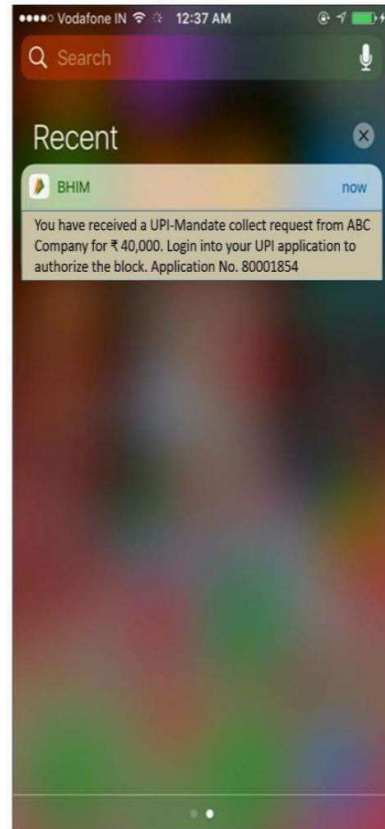 Vodafone IN 12:37 AM
Search
Recent
BHIM now
You have received a UPI-Mandate collect request from ABC
Company for ₹ 40,000. Login into your UPI application to
authorize the block. Application No. 80001854